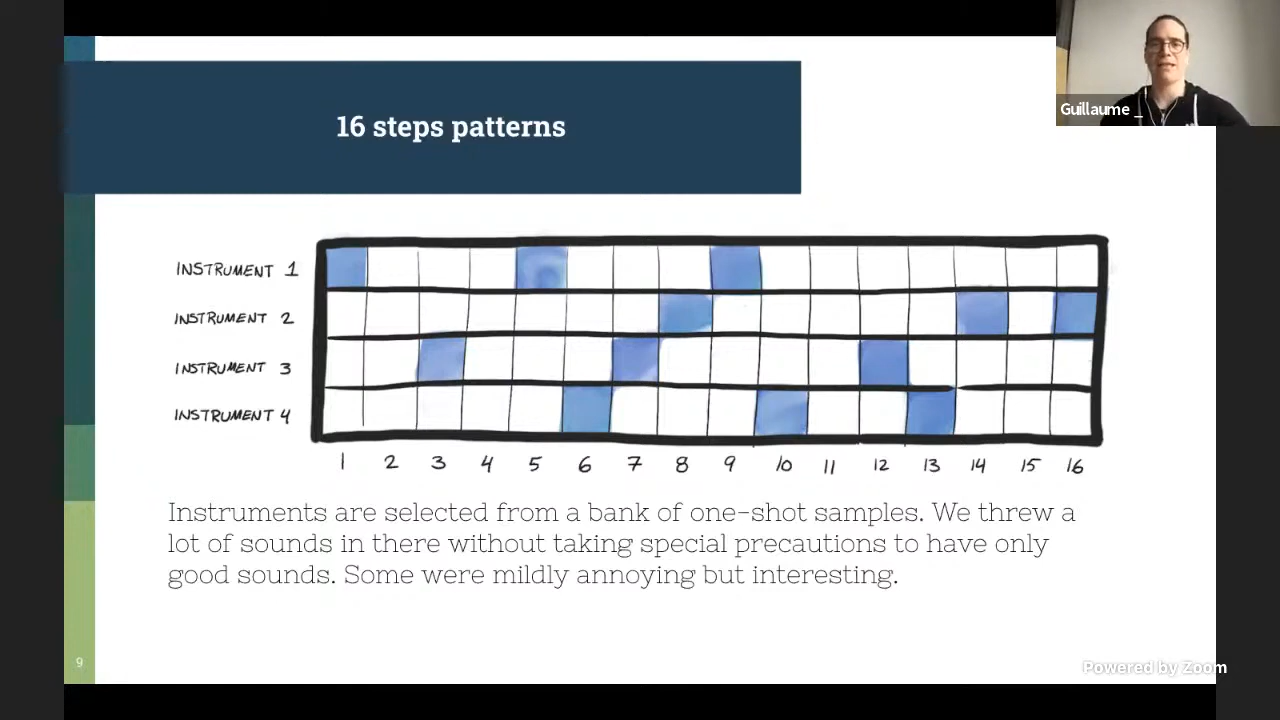 16 steps patterns
Guillaume _
INSTRUMENT 1
INSTRUMENT 2
INSTRUMENT 3
INSTRUMENT 4
1 2 3 4 5 6 7 8 9 10 11 12 13 14 15 16
Instruments are selected from a bank of one-shot samples. We threw a
lot of sounds in there without taking special precautions to have only
good sounds. Some were mildly annoying but interesting.
9
Powered by Zoom